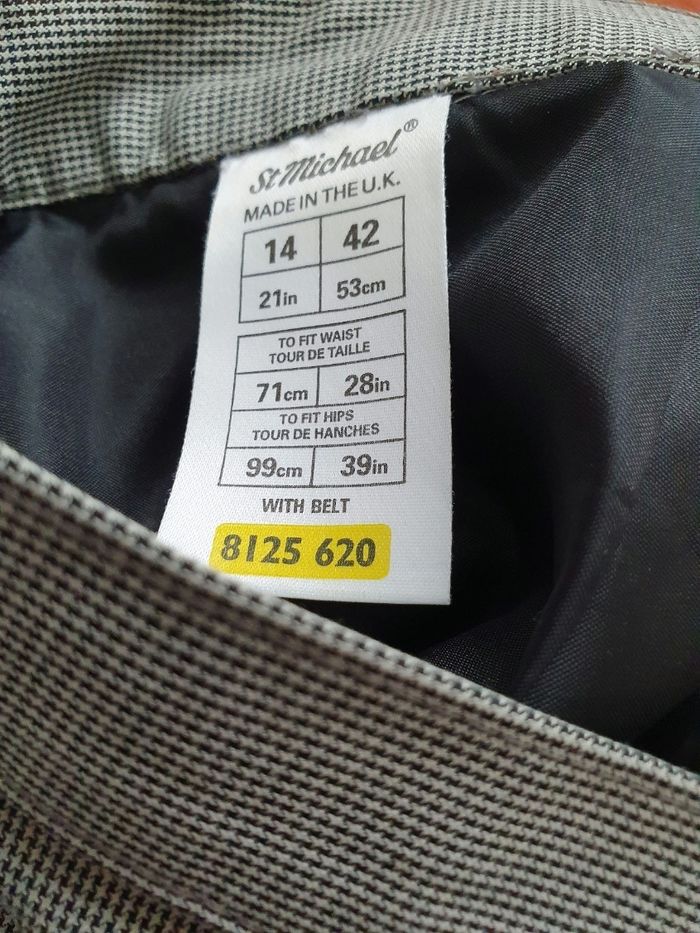 St Michael®
MADE IN THE U.K.
14 42
21in 53cm
TO FIT WAIST
TOUR DE TAILLE
71cm 28in
TO FIT HIPS
TOUR DE HANCHES
99cm 39in
WITH BELT
8125 620